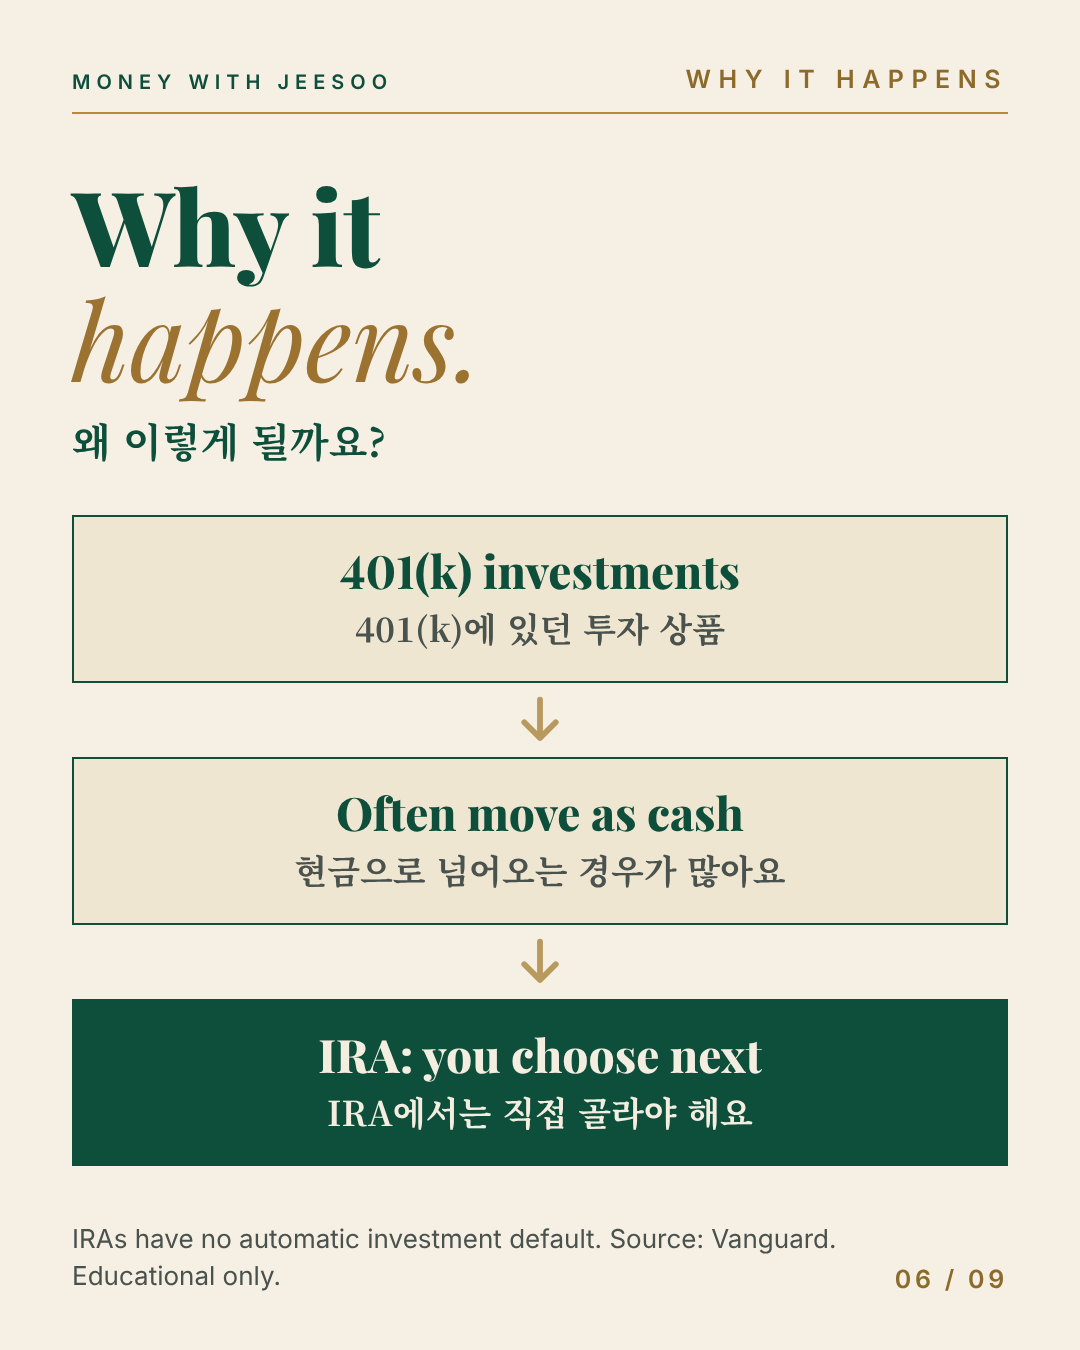 MONEY WITH JEESOO
WHY IT HAPPENS
Why it
happens.
왜 이렇게 될까요?
401(k) investments
401(k)에 있던 투자 상품
Often move as cash
현금으로 넘어오는 경우가 많아요
IRA: you choose next
IRA에서는 직접 골라야 해요
IRAs have no automatic investment default. Source: Vanguard.
Educational only.
06 / 09